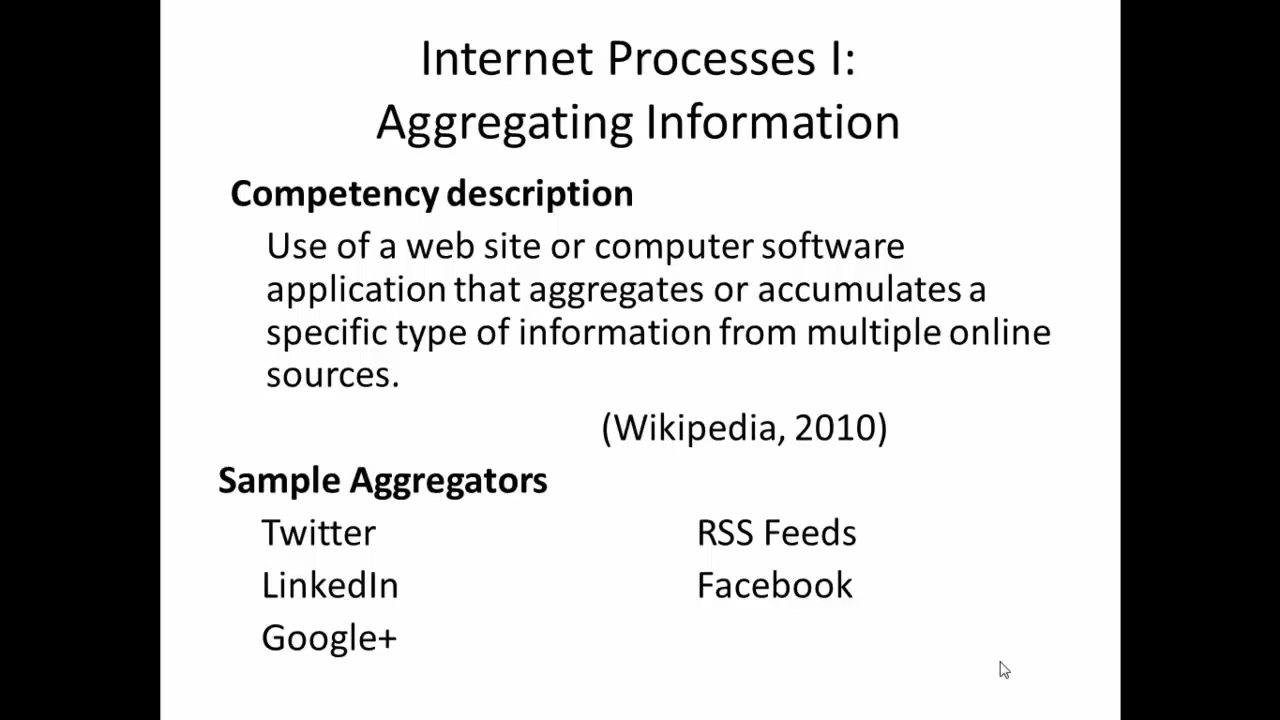 Internet Processes I:
Aggregating Information
Competency description
Use of a web site or computer software
application that aggregates or accumulates a
specific type of information from multiple online
sources.
(Wikipedia, 2010)
Sample Aggregators
Twitter RSS Feeds
LinkedIn Facebook
Google+